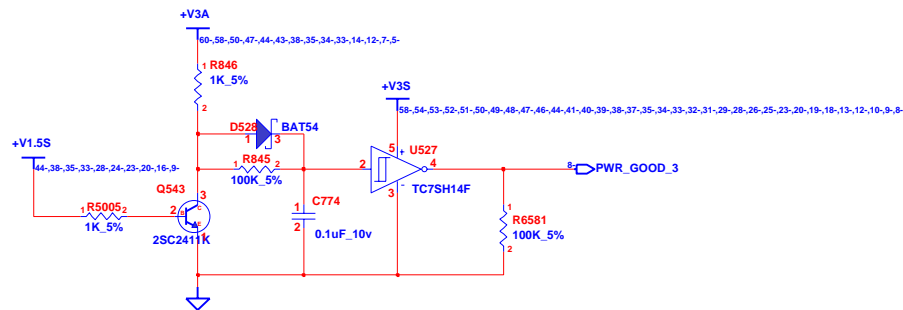 +V3A
60-,58-,50-,47-,44-,43-,38-,35-,34-,33-,14-,12-,7-,5-
1
R846
1K_5%
2
+V3S
58-,54-,53-,52-,51-,50-,49-,48-,47-,46-,44-,41-,40-,39-,38-,37-,35-,34-,33-,32-,31-,29-,28-,26-,25-,23-,20-,19-,18-,13-,12-,10-,9-,8-
D528
BAT54
1
3
+V1.5S
44-,38-,35-,33-,28-,24-,23-,20-,16-,9-
1
R845
2
100K_5%
5
+
U527
2
4
TC7SH14F
3
-
8-
PWR_GOOD_3
Q543
3
C
1
R5005
2
1K_5%
2
B
E
1
2SC2411K
C774
1
2
0.1uF_10v
1
R6581
100K_5%
2